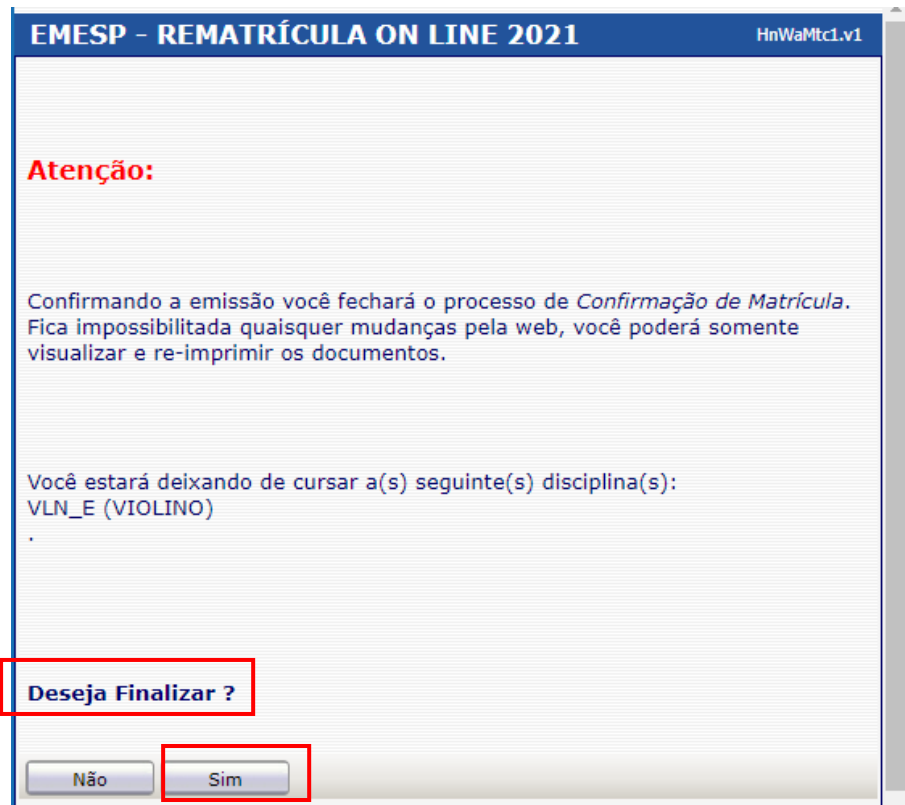 EMESP - REMATRÍCULA ON LINE 2021 HnWaMtc1.v1
Atenção:
Confirmando a emissão você fechará o processo de Confirmação de Matrícula.
Fica impossibilitada quaisquer mudanças pela web, você poderá somente
visualizar e re-imprimir os documentos.
Você estará deixando de cursar a(s) seguinte(s) disciplina(s):
VLN_E (VIOLINO)
.
Deseja Finalizar ?
Não Sim